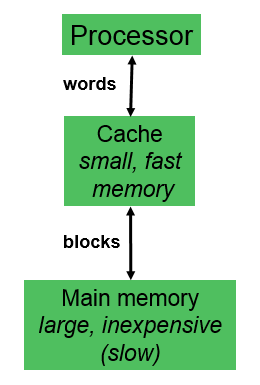 Processor
words
Cache
small, fast
memory
blocks
Main memory
large, inexpensive
(slow)